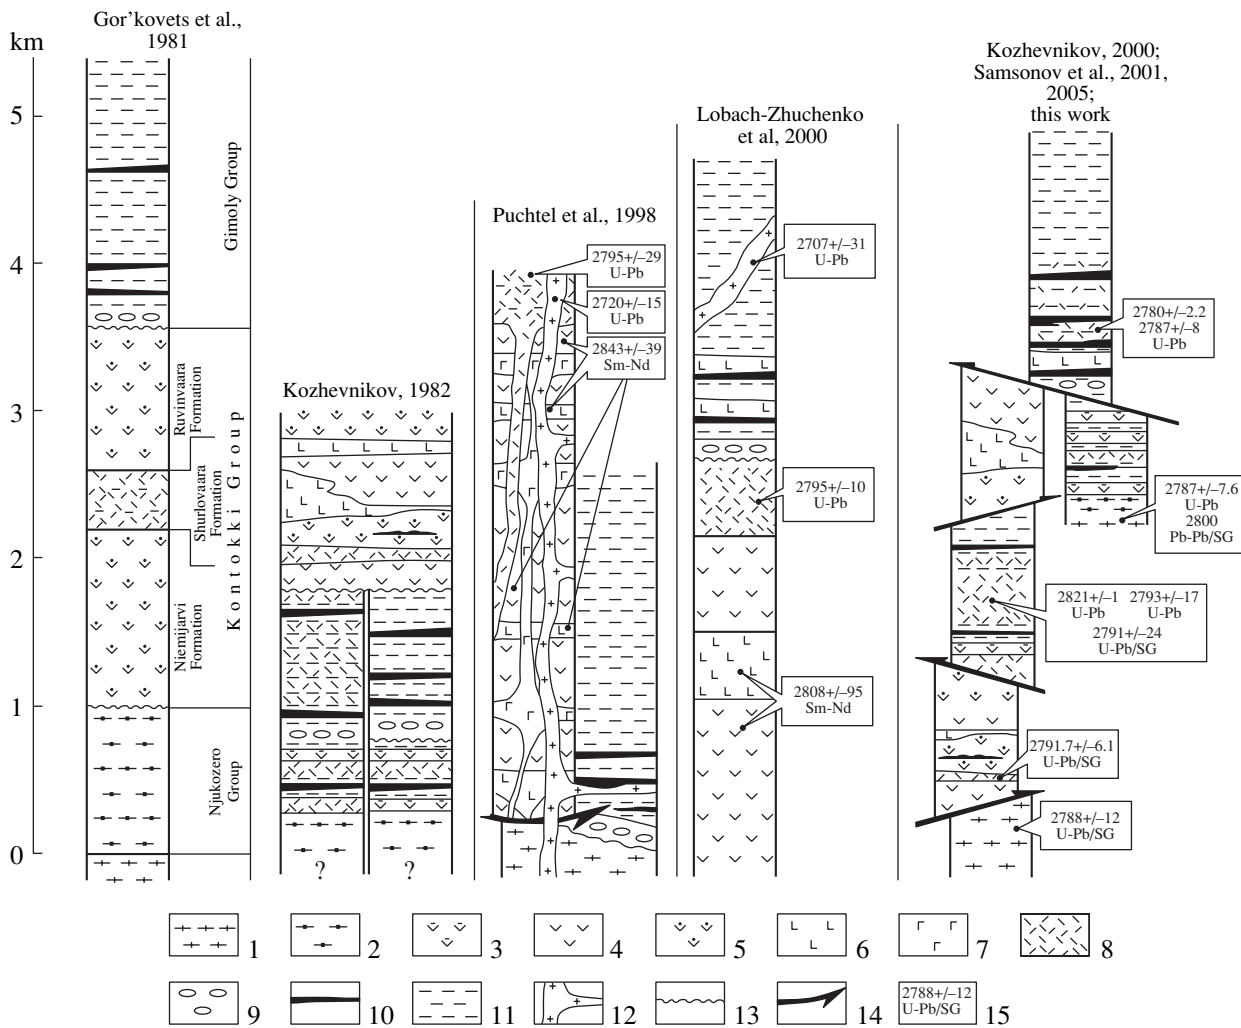 Gor’kovets et al.,
1981
km
5
4
3
2
1
0
Gimoly Group
Kontokki Group
Ruvinvaara
Formation
Shurlovaara
Formation
Niemijarvi
Formation
Njukozero
Group
Kozhevnikov, 1982
?
?
Puchtel et al., 1998
2795+/–29
U-Pb
2720+/–15
U-Pb
2843+/–39
Sm-Nd
Lobach-Zhuchenko
et al, 2000
2707+/–31
U-Pb
2795+/–10
U-Pb
2808+/–95
Sm-Nd
Kozhevnikov, 2000;
Samsonov et al., 2001,
2005;
this work
2780+/–2.2
2787+/–8
U-Pb
2787+/–7.6
U-Pb
2800
Pb-Pb/SG
2821+/–1 2793+/–17
U-Pb U-Pb
2791+/–24
U-Pb/SG
2791.7+/–6.1
U-Pb/SG
2788+/–12
U-Pb/SG
1
2
3
4
5
6
7
8
9
10
11
12
13
14
2788+/–12
U-Pb/SG
15